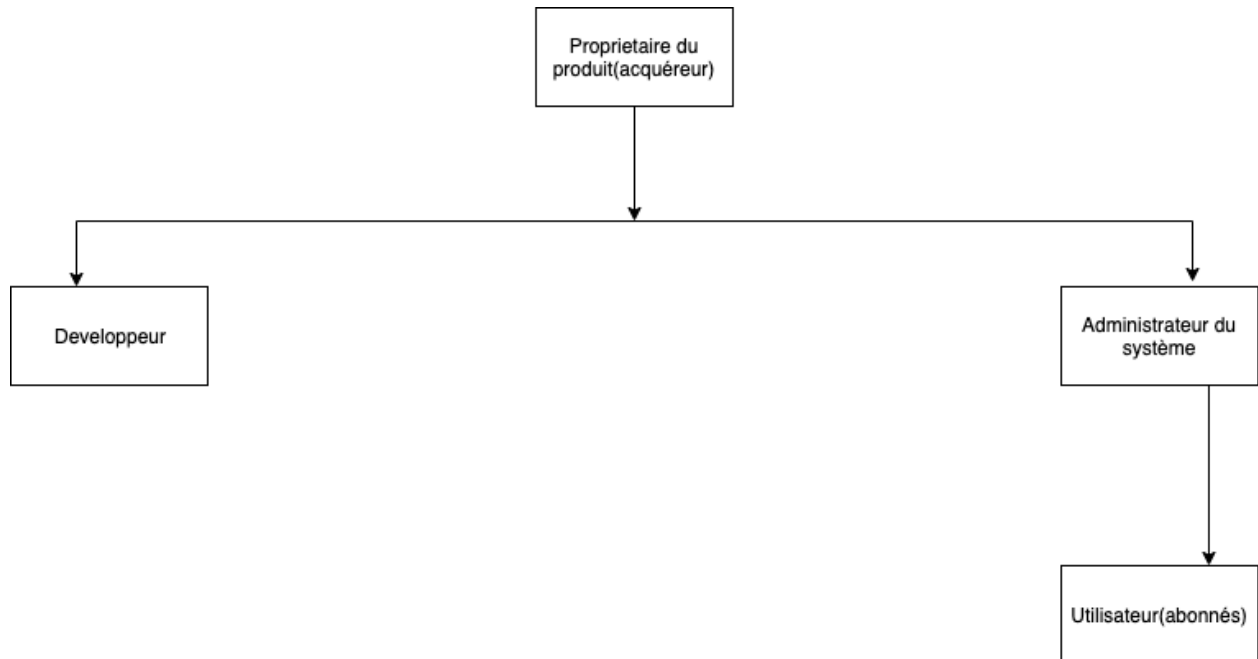 Proprietaire du
produit(acquéreur)
Developpeur
Administrateur du
système
Utilisateur(abonnés)